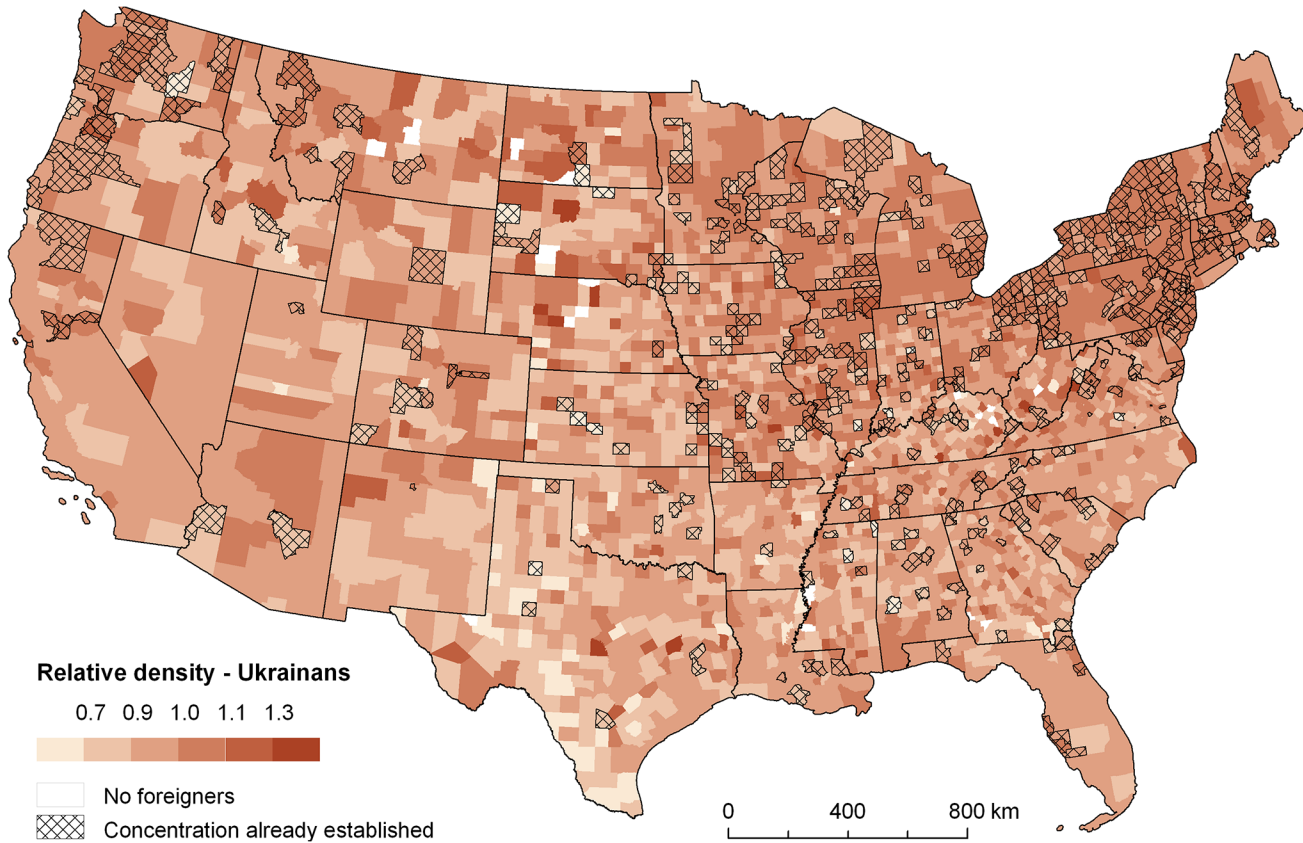 Relative density - Ukrainans
0.7 0.9 1.0 1.1 1.3
No foreigners
Concentration already established
0 400 800 km